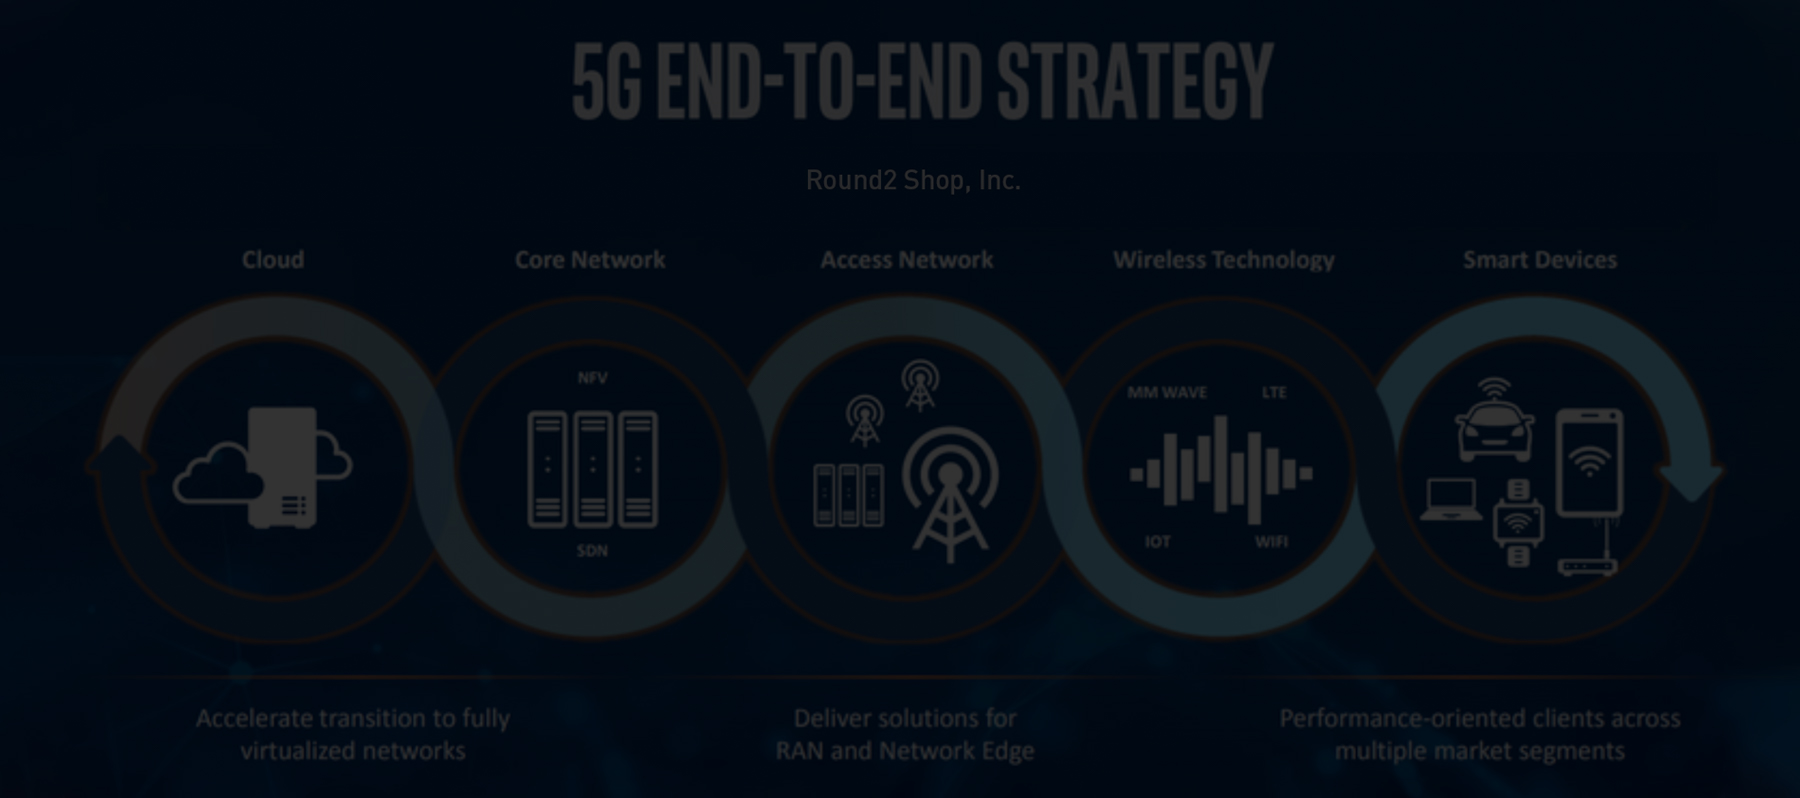 5G END-TO-END STRATEGY
Round2 Shop, Inc.
Cloud
Core Network
Access Network
Wireless Technology
Smart Devices
NFV
SDN
MM WAVE
LTE
IOT
WIFI
Accelerate transition to fully
virtualized networks
Deliver solutions for
RAN and Network Edge
Performance-oriented clients across
multiple market segments